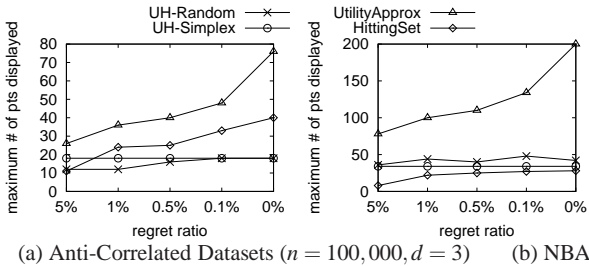 UH-Random
UH-Simplex
UtilityApprox
HittingSet
maximum # of pts displayed
80
70
60
50
40
30
20
10
0
5% 1% 0.5% 0.1% 0%
regret ratio
maximum # of pts displayed
200
150
100
50
0
5% 1% 0.5% 0.1% 0%
regret ratio
(a) Anti-Correlated Datasets (n = 100,000, d = 3) (b) NBA